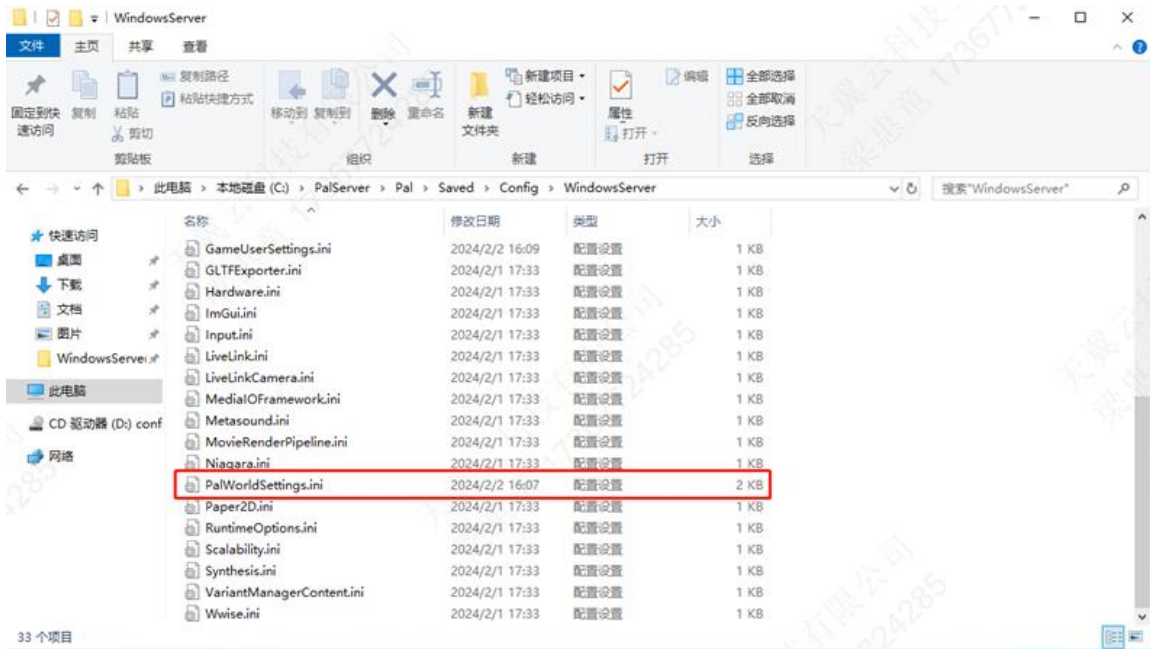 WindowsServer
文件 主页 共享 查看
固定到快速访问
复制
粘贴
复制路径
粘贴快捷方式
剪切
剪贴板
移动到
复制到
删除
重命名
组织
新建文件夹
新建项目
轻松访问
新建
属性
打开
编辑
打开
全部选择
全部取消
反向选择
选择
此电脑 > 本地磁盘 (C:) > PalServer > Pal > Saved > Config > WindowsServer
搜索"WindowsServer"
快速访问
桌面
下载
文档
图片
WindowsServer
此电脑
CD 驱动器 (D:) conf
网络
名称 修改日期 类型 大小
GameUserSettings.ini 2024/2/2 16:09 配置设置 1 KB
GLTFExporter.ini 2024/2/1 17:33 配置设置 1 KB
Hardware.ini 2024/2/1 17:33 配置设置 1 KB
ImGui.ini 2024/2/1 17:33 配置设置 1 KB
Input.ini 2024/2/1 17:33 配置设置 1 KB
LiveLink.ini 2024/2/1 17:33 配置设置 1 KB
LiveLinkCamera.ini 2024/2/1 17:33 配置设置 1 KB
MediaIOFramework.ini 2024/2/1 17:33 配置设置 1 KB
Metasound.ini 2024/2/1 17:33 配置设置 1 KB
MovieRenderPipeline.ini 2024/2/1 17:33 配置设置 1 KB
Niagara.ini 2024/2/1 17:33 配置设置 1 KB
PalWorldSettings.ini 2024/2/2 16:07 配置设置 2 KB
Paper2D.ini 2024/2/1 17:33 配置设置 1 KB
RuntimeOptions.ini 2024/2/1 17:33 配置设置 1 KB
Scalability.ini 2024/2/1 17:33 配置设置 1 KB
Synthesis.ini 2024/2/1 17:33 配置设置 1 KB
VariantManagerContent.ini 2024/2/1 17:33 配置设置 1 KB
Wwise.ini 2024/2/1 17:33 配置设置 1 KB
33 个项目